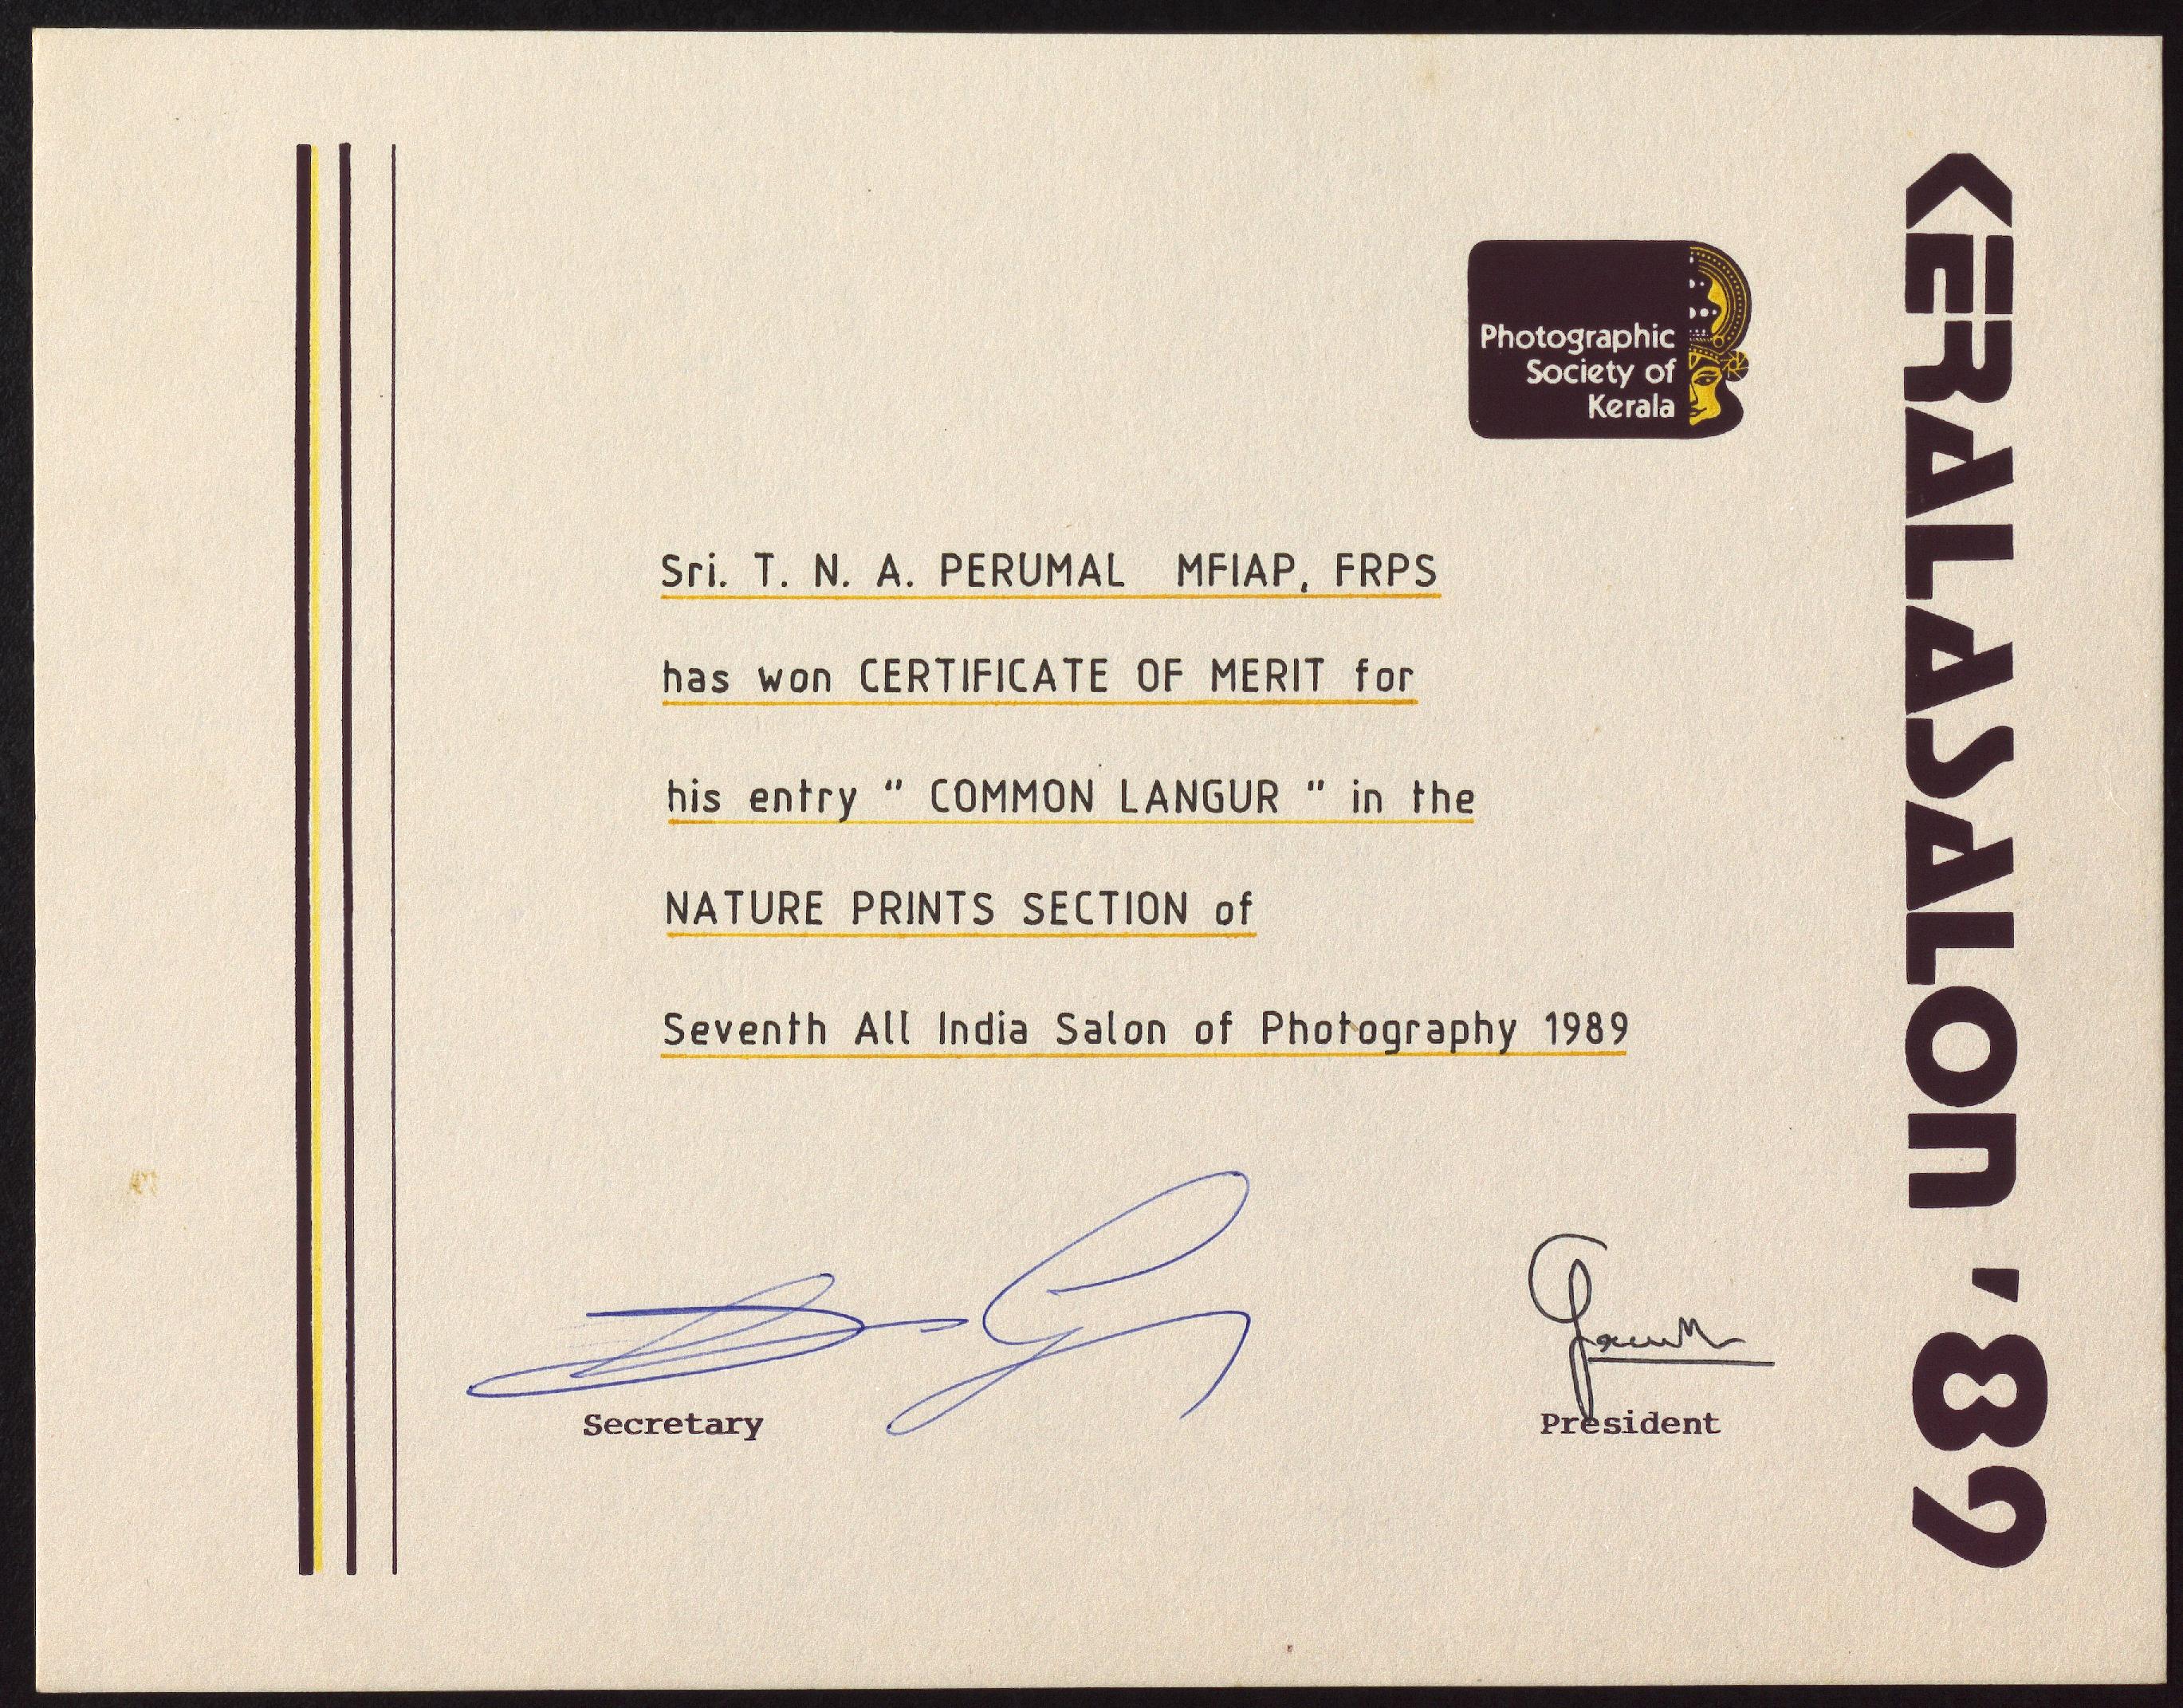 Photographic
Society of
Kerala
KERALASALON '89
Sri. T. N. A. PERUMAL MFIAP, FRPS
has won CERTIFICATE OF MERIT for
his entry " COMMON LANGUR " in the
NATURE PRINTS SECTION of
Seventh All India Salon of Photography 1989
Secretary
President